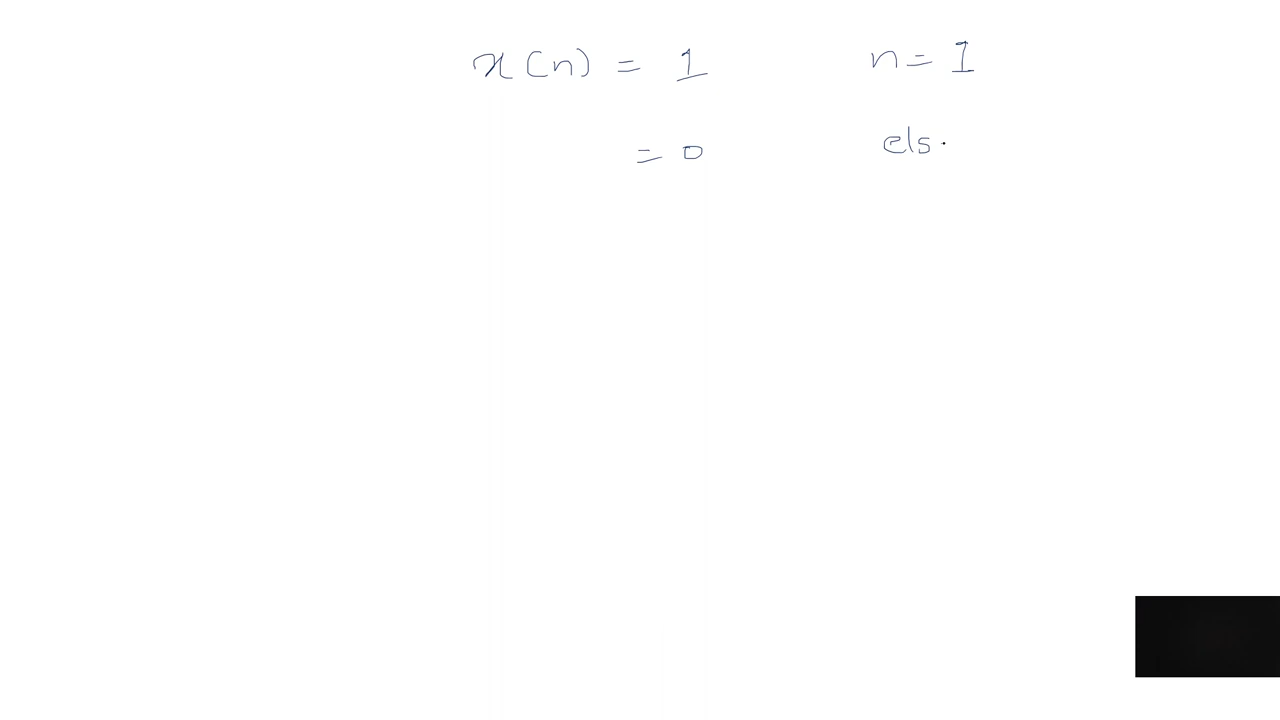 x(n) = 1 n = 1
= 0 els.